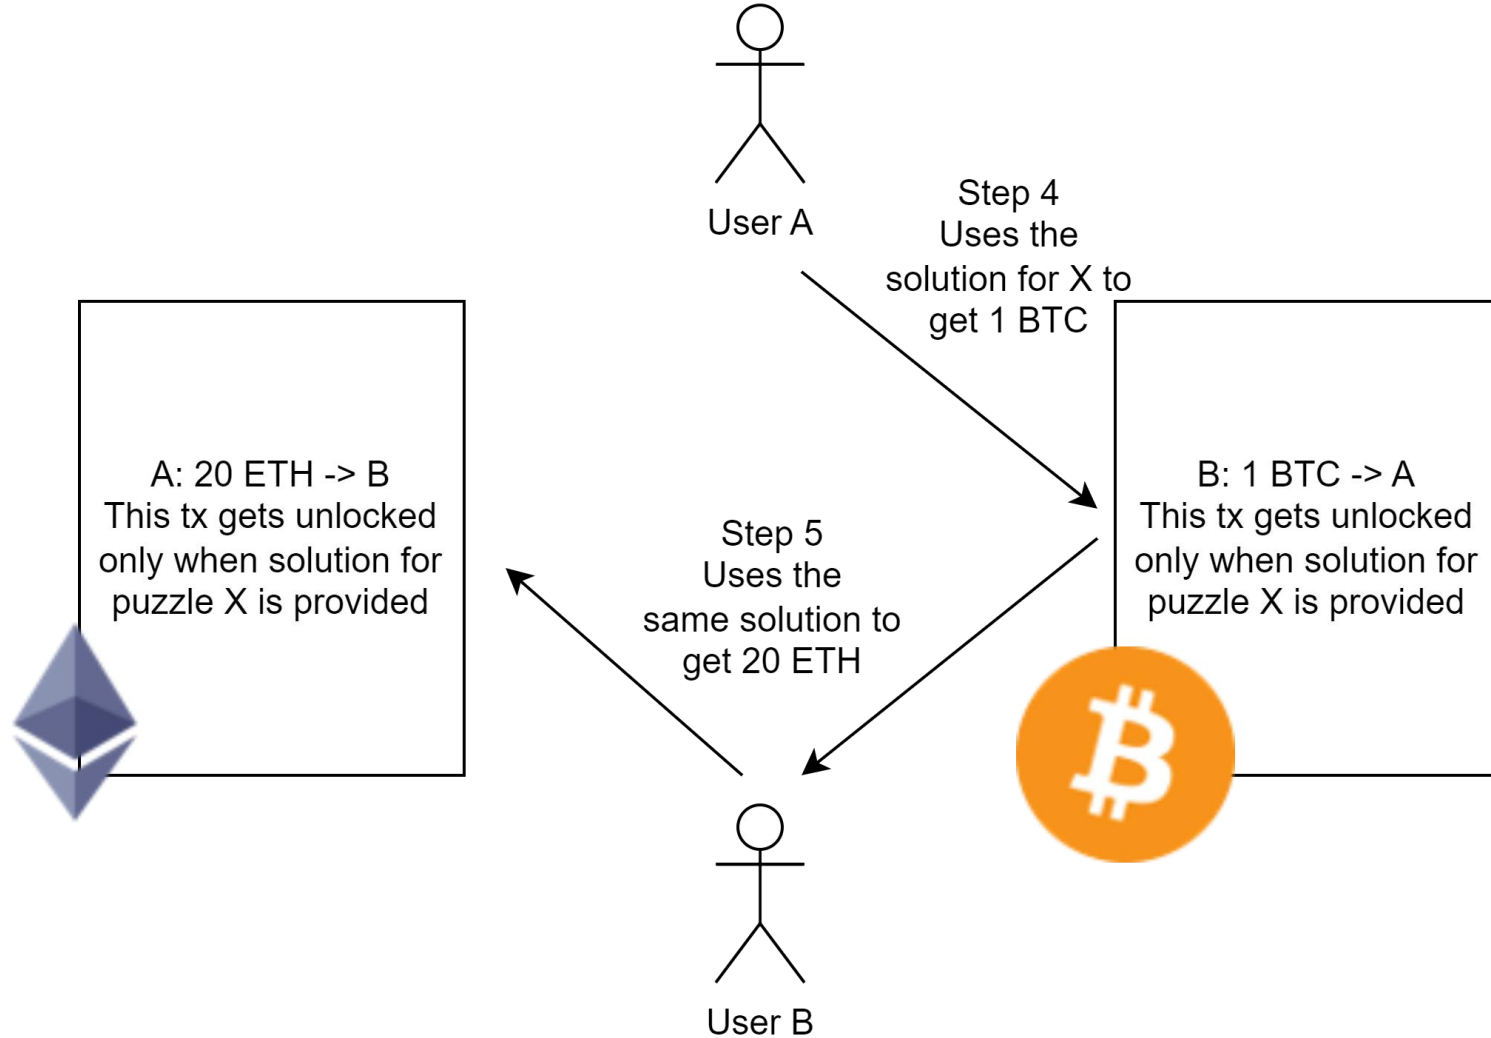 User A
Step 4
Uses the
solution for X to
get 1 BTC
A: 20 ETH -> B
This tx gets unlocked
only when solution for
puzzle X is provided
Step 5
Uses the
same solution to
get 20 ETH
B: 1 BTC -> A
This tx gets unlocked
only when solution for
puzzle X is provided
User B